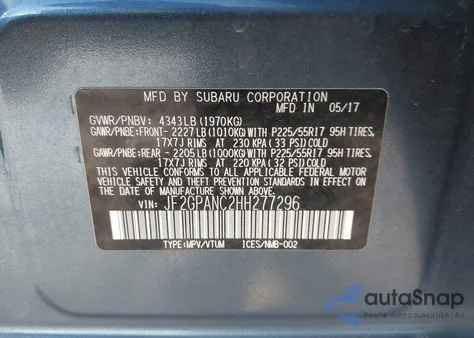 MFD BY SUBARU CORPORATION
MFD IN 05/17
GVWR/PNBV: 4343LB (1970KG)
GAWR/PNBE:FRONT- 2227LB(1010KG)WITH P225/55R17 95H TIRES,
17X7J RIMS, AT 230 KPA (33 PSI)COLD
GAWR/PNBE:REAR - 2205LB(1000KG)WITH P225/55R17 95H TIRES,
17X7J RIMS, AT 220 KPA (32 PSI)COLD
THIS VEHICLE CONFORMS TO ALL APPLICABLE
FEDERAL MOTOR VEHICLE SAFETY STANDARDS IN EFFECT ON
THE DATE OF MANUFACTURE SHOWN ABOVE.
VIN: JF2GPANC2HH277296
TYPE:MPV/VTUM ICES/NMB-002
autoSnap